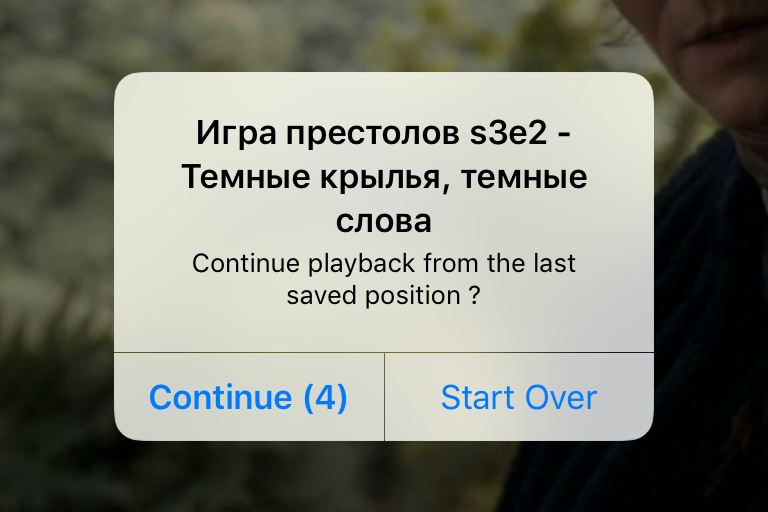 Игра престолов s3e2 -
Темные крылья, темные
слова
Continue playback from the last
saved position ?
Continue (4)
Start Over